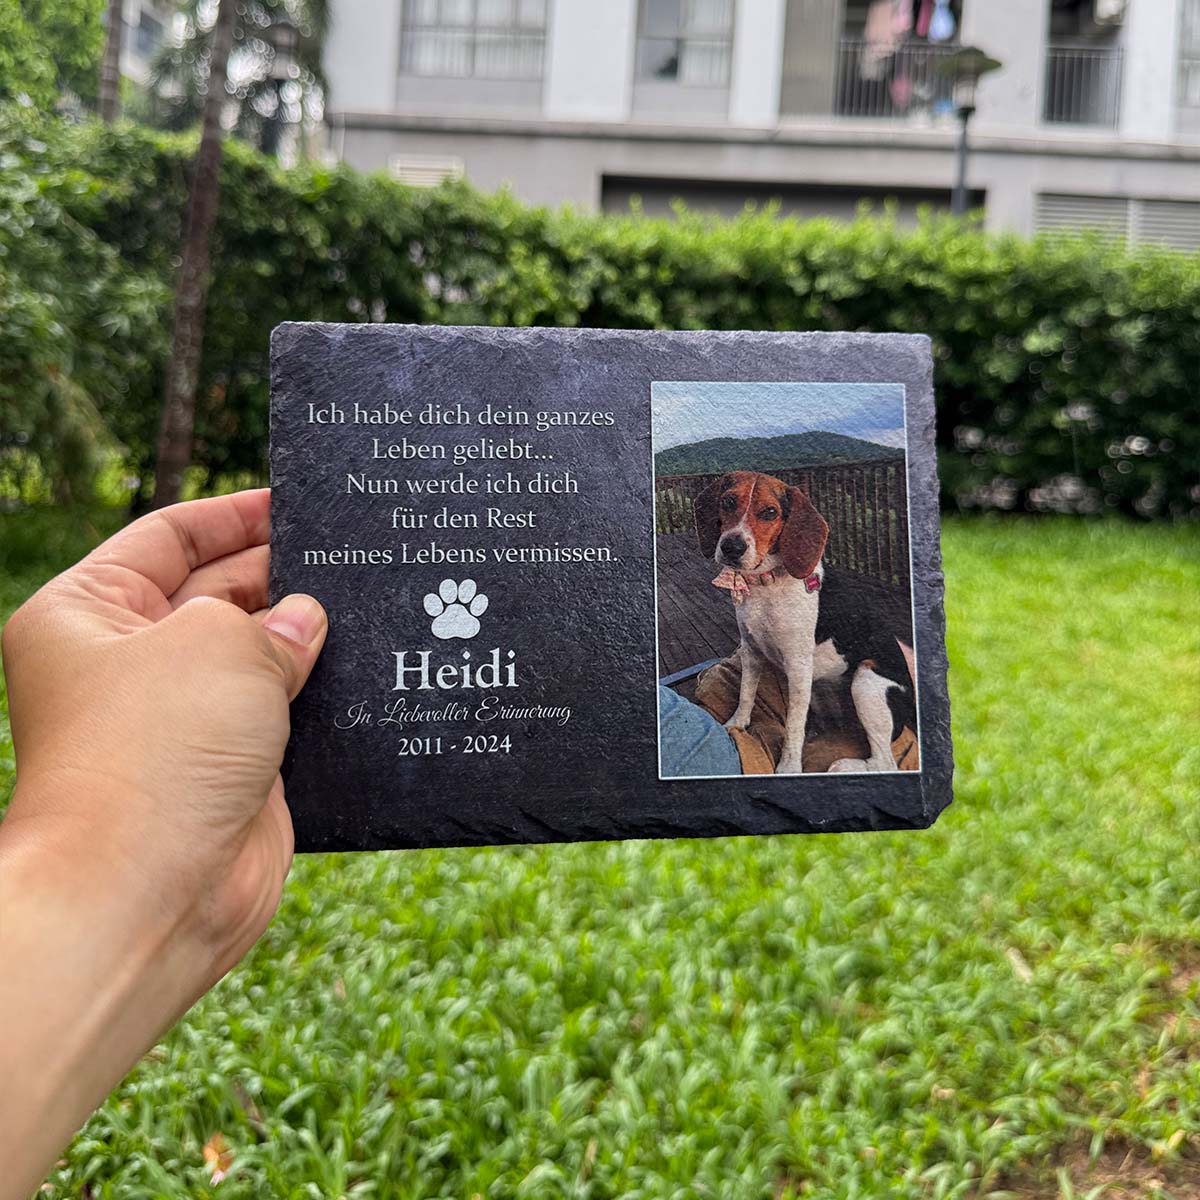 Ich habe dich dein ganzes
Leben geliebt...
Nun werde ich dich
für den Rest
meines Lebens vermissen.
Heidi
In Liebevoller Erinnerung
2011 - 2024